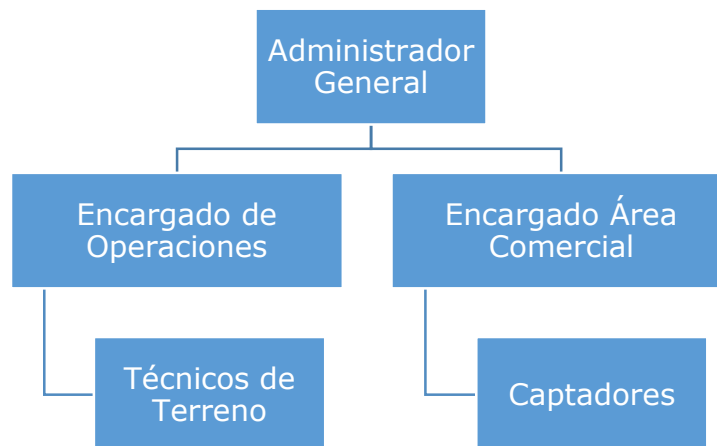 Administrador
General
Encargado de
Operaciones
Encargado Área
Comercial
Técnicos de
Terreno
Captadores